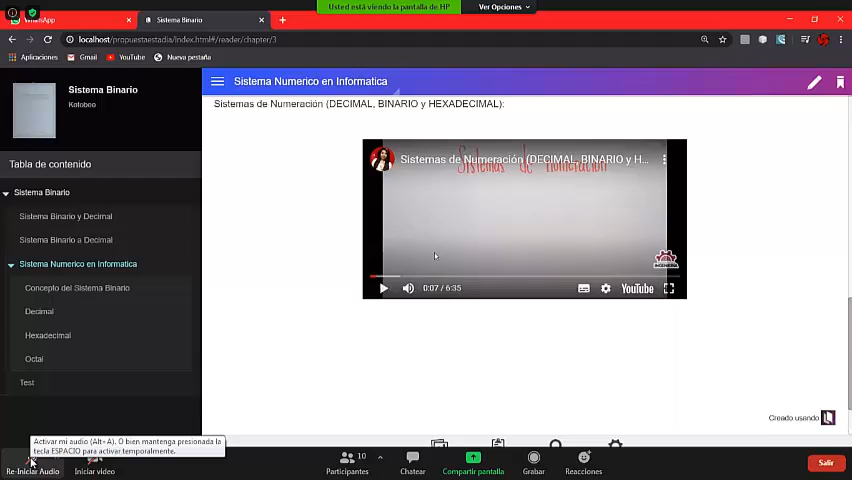 WhatsApp
Sistema Binario
Usted está viendo la pantalla de HP
Ver Opciones
localhost/propuestaestadia/index.html#/reader/chapter/3
Aplicaciones
Gmail
YouTube
Nueva pestaña
Sistema Binario
Kotoboo
Sistema Numerico en Informatica
Sistemas de Numeración (DECIMAL, BINARIO y HEXADECIMAL):
Tabla de contenido
Sistema Binario
Sistema Binario y Decimal
Sistema Binario a Decimal
Sistema Numerico en Informatica
Concepto del Sistema Binario
Decimal
Hexadecimal
Octal
Test
Sistemas de Numeración (DECIMAL, BINARIO y H...
Sistemas de numeración
INGENIERÍA
0:07 / 6:35
YouTube
Creado usando
Activar mi audio (Alt+A). O bien mantenga presionada la
tecla ESPACIO para activar temporalmente.
Re-Iniciar Audio
Iniciar video
10
Participantes
Chatear
Compartir pantalla
Grabar
Reacciones
Salir